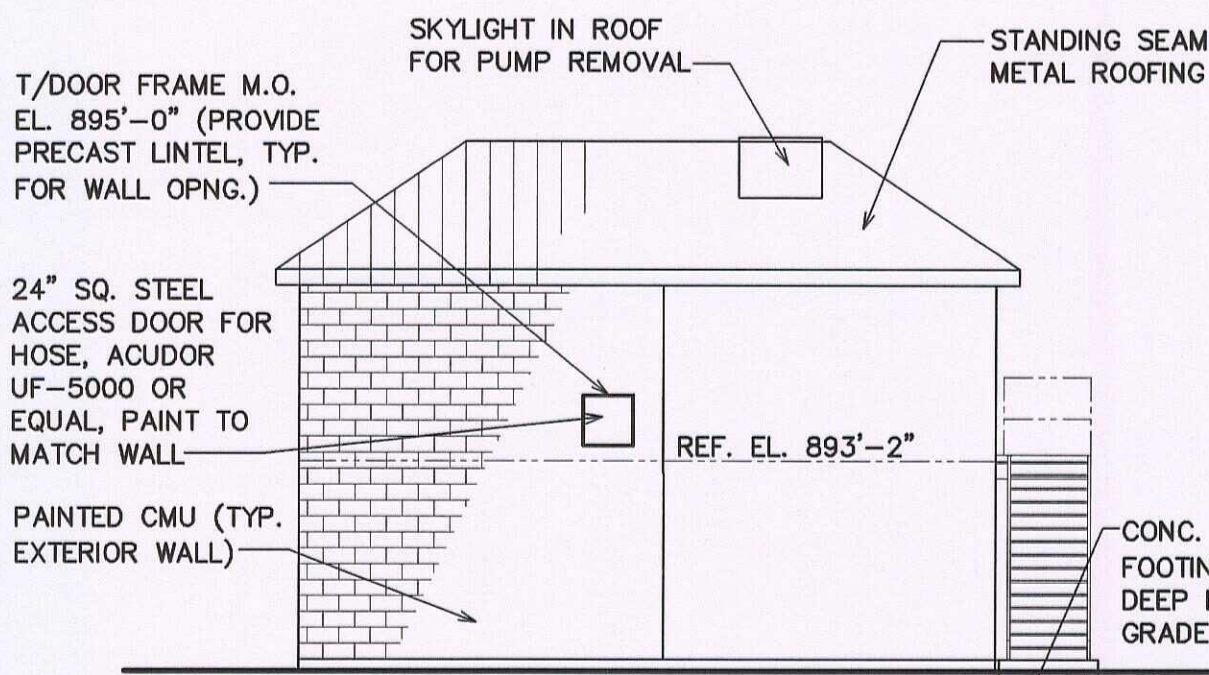 SKYLIGHT IN ROOF
FOR PUMP REMOVAL
STANDING SEAM
METAL ROOFING
T/DOOR FRAME M.O.
EL. 895'-0" (PROVIDE
PRECAST LINTEL, TYP.
FOR WALL OPNG.)
24" SQ. STEEL
ACCESS DOOR FOR
HOSE, ACUDOR
UF-5000 OR
EQUAL, PAINT TO
MATCH WALL
REF. EL. 893'-2"
PAINTED CMU (TYP.
EXTERIOR WALL)
CONC.
FOOTIN
DEEP
GRADE